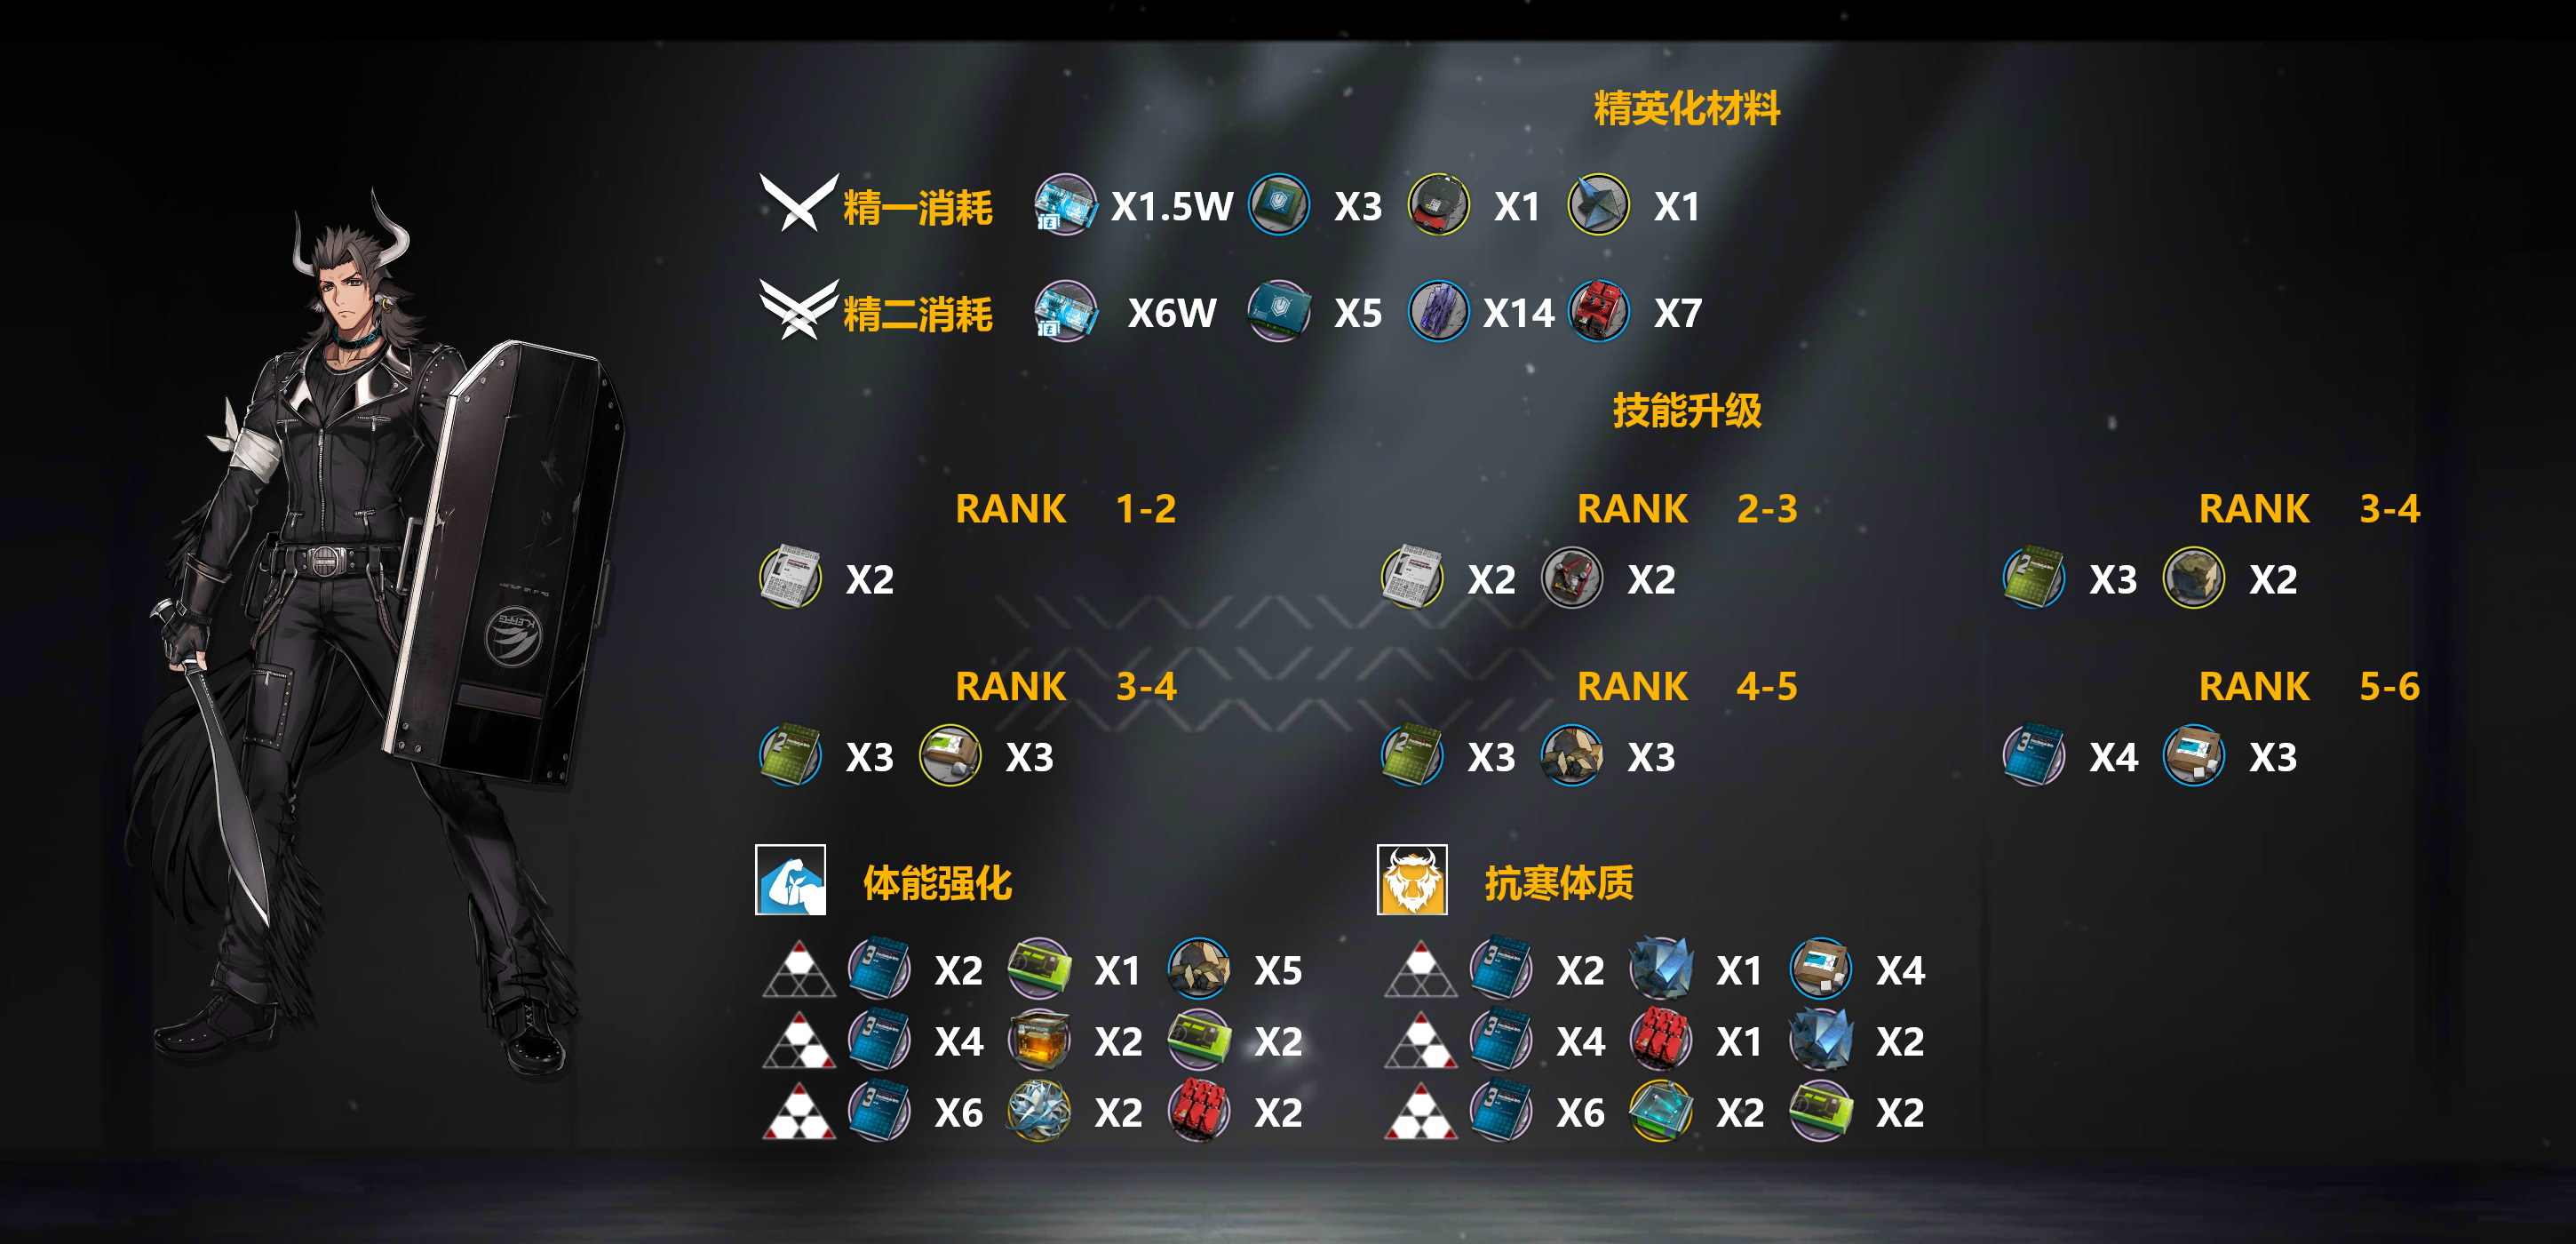 精英化材料
精一消耗 X1.5W X3 X1 X1
精二消耗 X6W X5 X14 X7
技能升级
RANK 1-2 RANK 2-3 RANK 3-4
X2 X2 X2 X3 X2
RANK 3-4 RANK 4-5 RANK 5-6
X3 X3 X3 X3 X4 X3
体能强化 抗寒体质
X2 X1 X5 X2 X1 X4
X4 X2 X2 X4 X1 X2
X6 X2 X2 X6 X2 X2